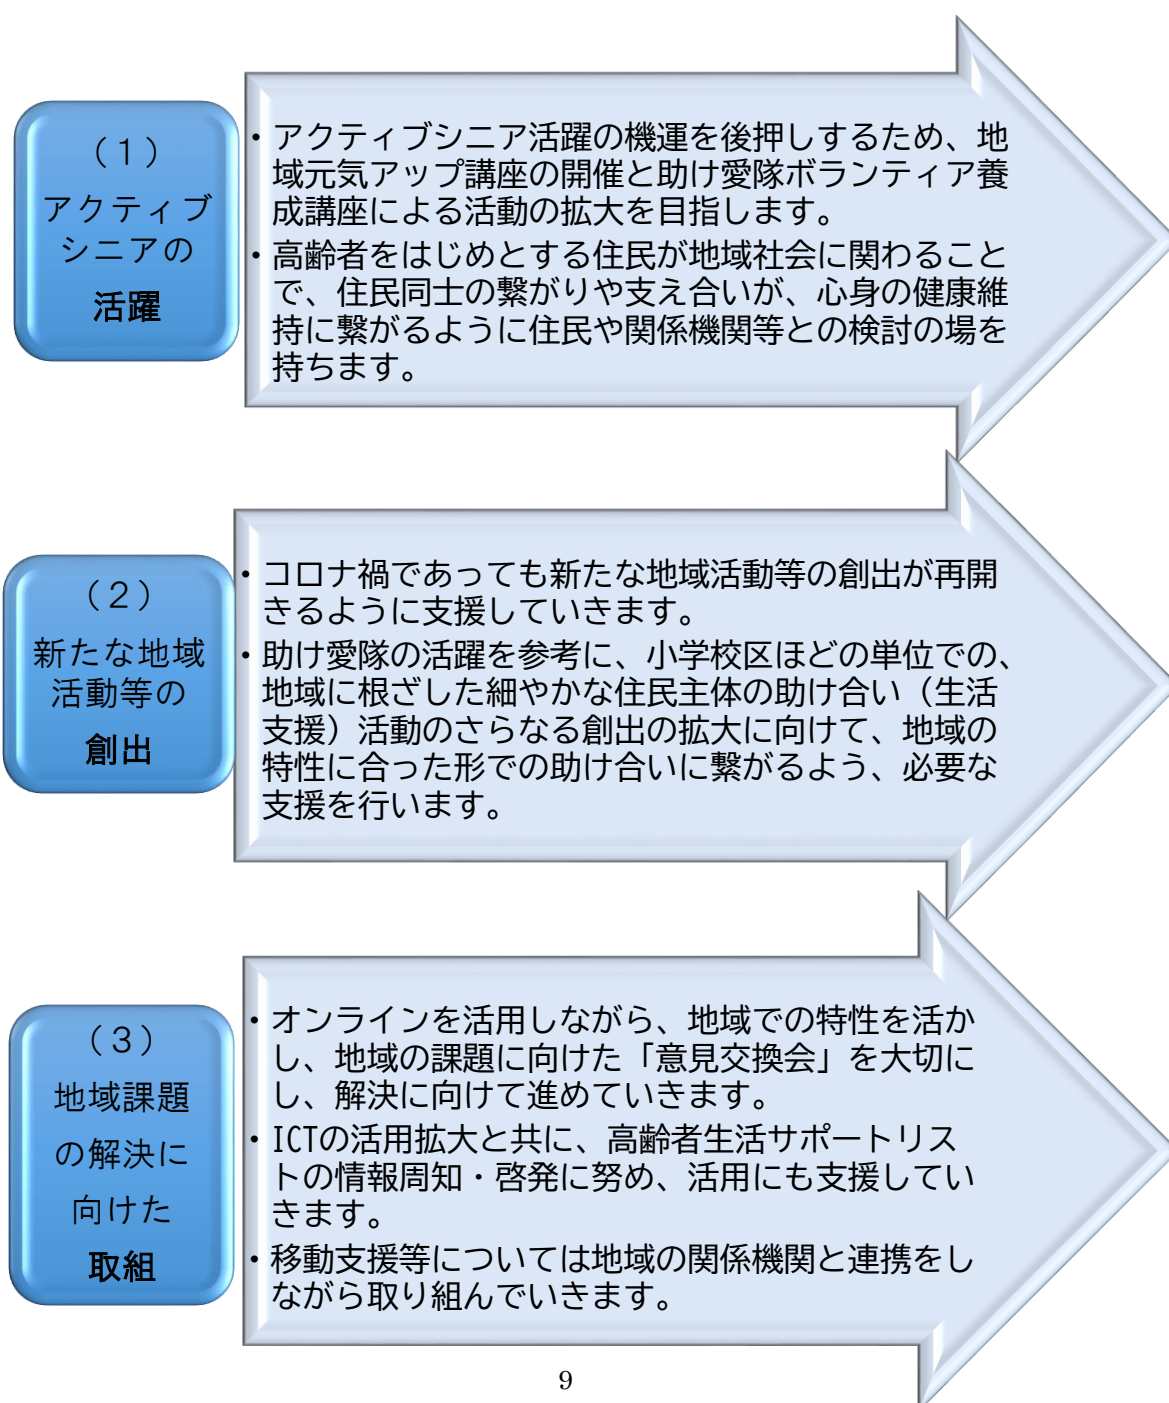 （１）
アクティブ
シニアの
活躍
・アクティブシニア活躍の機運を後押しするため、地
域元気アップ講座の開催と助け愛隊ボランティア養
成講座による活動の拡大を目指します。
・高齢者をはじめとする住民が地域社会に関わること
で、住民同士の繋がりや支え合いが、心身の健康維
持に繋がるように住民や関係機関等との検討の場を
持ちます。
（２）
新たな地域
活動等の
創出
・コロナ禍であっても新たな地域活動等の創出が再開
きるように支援していきます。
・助け愛隊の活躍を参考に、小学校区ほどの単位での、
地域に根ざした細やかな住民主体の助け合い（生活
支援）活動のさらなる創出の拡大に向けて、地域の
特性に合った形での助け合いに繋がるよう、必要な
支援を行います。
（３）
地域課題
の解決に
向けた
取組
・オンラインを活用しながら、地域での特性を活か
し、地域の課題に向けた「意見交換会」を大切に
し、解決に向けて進めていきます。
・ICTの活用拡大と共に、高齢者生活サポートリス
トの情報周知・啓発に努め、活用にも支援してい
きます。
・移動支援等については地域の関係機関と連携をし
ながら取り組んでいきます。
9